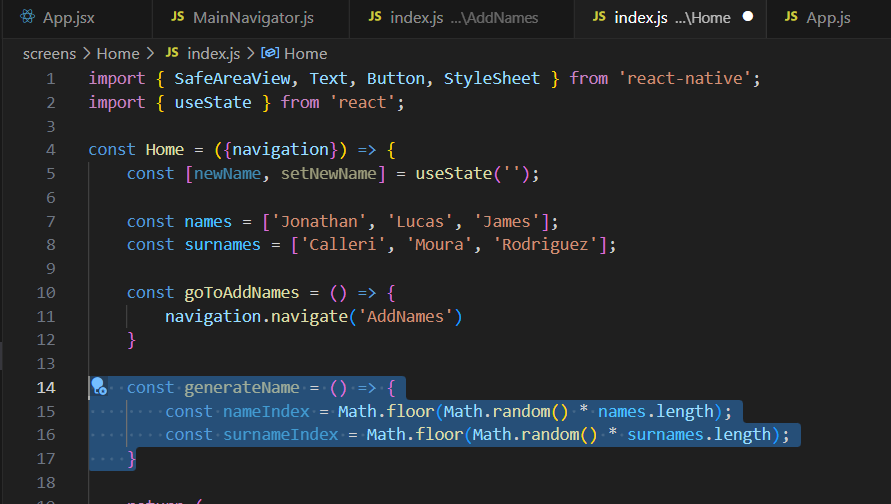 App.jsx JS MainNavigator.js JS index.js ...\AddNames JS index.js ...\Home JS App.js
screens > Home > JS index.js > Home
1 import { SafeAreaView, Text, Button, StyleSheet } from 'react-native';
2 import { useState } from 'react';
3
4 const Home = ({navigation}) => {
5 const [newName, setNewName] = useState('');
6
7 const names = ['Jonathan', 'Lucas', 'James'];
8 const surnames = ['Calleri', 'Moura', 'Rodriguez'];
9
10 const goToAddNames = () => {
11 navigation.navigate('AddNames')
12 }
13
14 const generateName = () => {
15 const nameIndex = Math.floor(Math.random() * names.length);
16 const surnameIndex = Math.floor(Math.random() * surnames.length);
17 }
18
return (